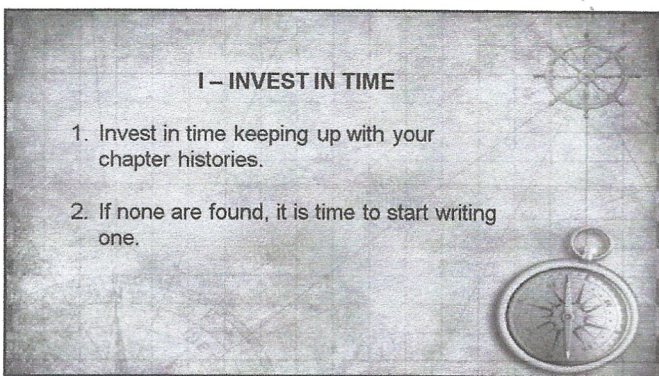 I – INVEST IN TIME
1. Invest in time keeping up with your
chapter histories.
2. If none are found, it is time to start writing
one.